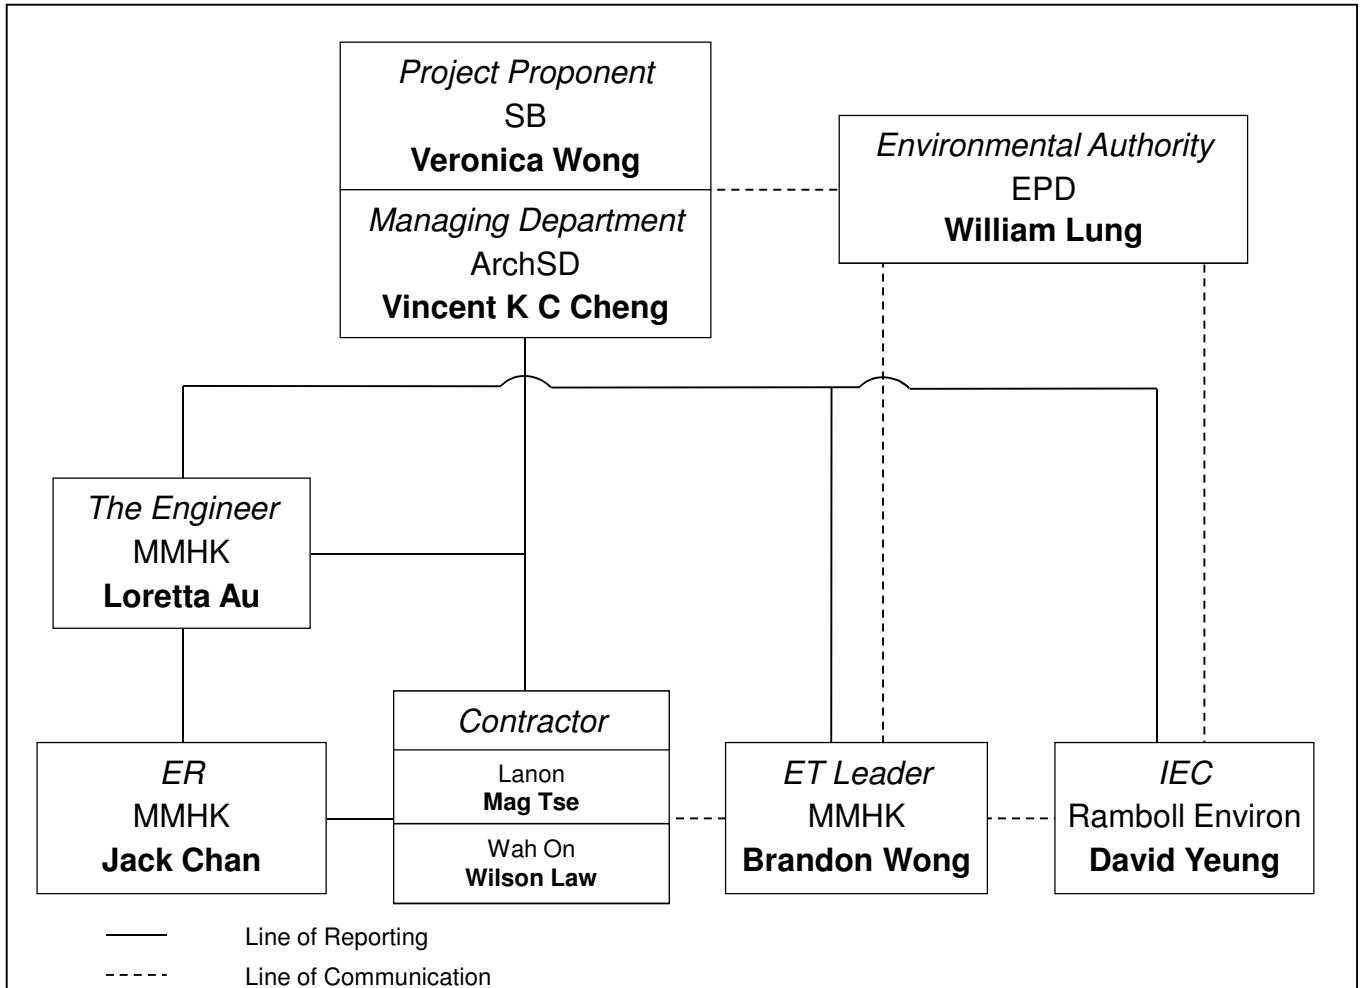 Project Proponent
SB
Veronica Wong
Managing Department
ArchSD
Vincent K C Cheng
Environmental Authority
EPD
William Lung
The Engineer
MMHK
Loretta Au
ER
MMHK
Jack Chan
Contractor
Lanon
Mag Tse
Wah On
Wilson Law
ET Leader
MMHK
Brandon Wong
IEC
Ramboll Environ
David Yeung
Line of Reporting
Line of Communication